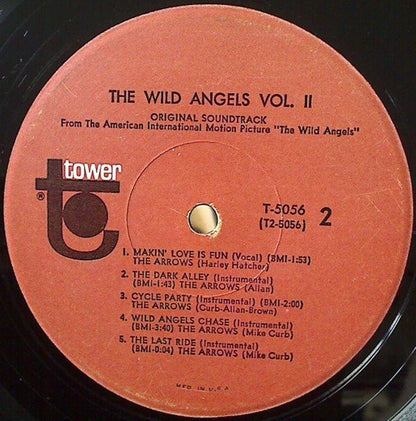 THE WILD ANGELS VOL. II
ORIGINAL SOUNDTRACK
From The American International Motion Picture "The Wild Angels"
tower
®
T-5056
(T2-5056)
2
1. MAKIN' LOVE IS FUN (Vocal) (BMI-1:53)
THE ARROWS (Harley Hatcher)
2. THE DARK ALLEY (Instrumental)
(BMI-1:43) THE ARROWS (Allan)
3. CYCLE PARTY (Instrumental) (BMI-2:00)
THE ARROWS (Curb-Allan-Brown)
4. WILD ANGELS CHASE (Instrumental)
(BMI-3:40) THE ARROWS (Mike Curb)
5. THE LAST RIDE (Instrumental)
(BMI-0:04) THE ARROWS (Mike Curb)
MFD. IN U.S.A.